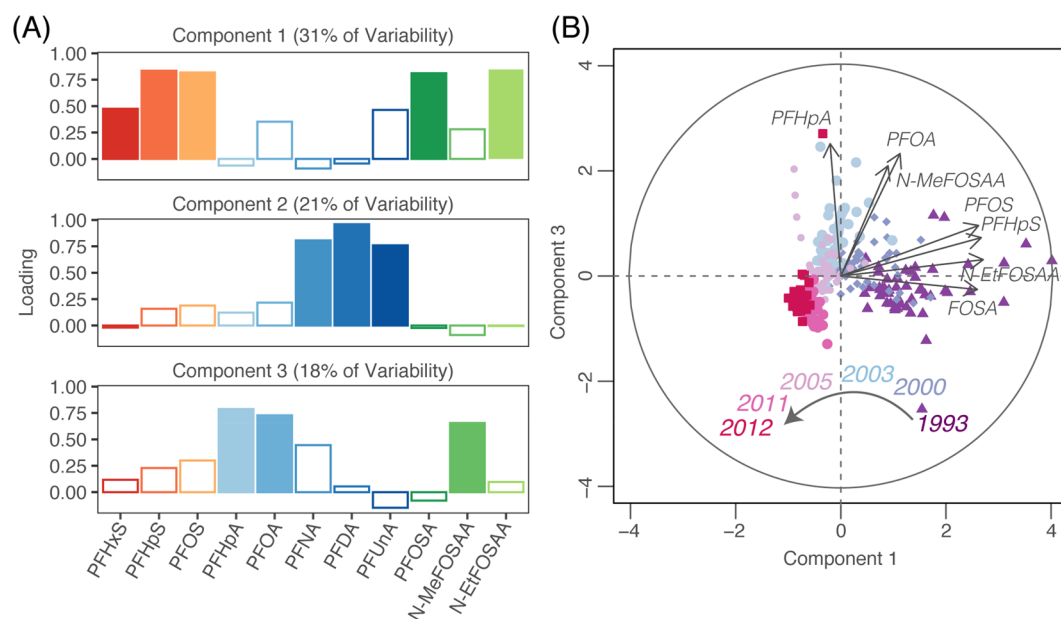 (A)
Component 1 (31% of Variability)
1.00
0.75
0.50
0.25
0.00
Component 2 (21% of Variability)
1.00
0.75
0.50
0.25
0.00
Loading
Component 3 (18% of Variability)
1.00
0.75
0.50
0.25
0.00
PFHxS
PFHpS
PFOS
PFHpA
PFOA
PFNA
PFDA
PFUnA
PFOSA
N-MeFOSAA
N-EtFOSAA
(B)
4
2
0
−2
−4
Component 3
PFHpA
PFOA
N-MeFOSAA
PFOS
PFHpS
N-EtFOSAA
FOSA
2005
2003
2000
2011
2012
1993
−4
−2
0
2
4
Component 1